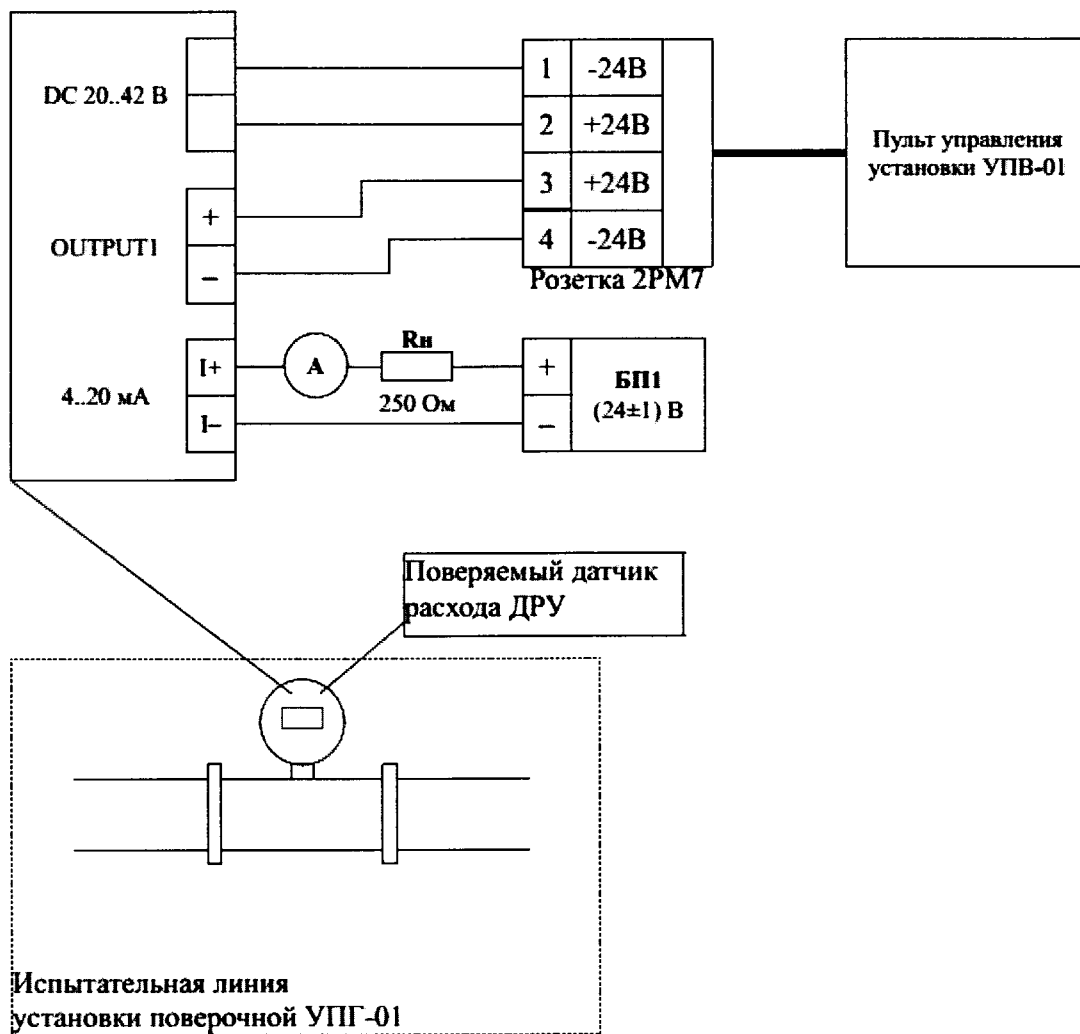 DC 20..42 В
1 -24В
2 +24В
3 +24В
4 -24В
Розетка 2РМ7
Пульт управления
установки УПВ-01
OUTPUT1
+
–
4..20 мА
I+
I–
A
Rн
250 Ом
+
–
БП1
(24±1) В
Поверяемый датчик
расхода ДРУ
Испытательная линия
установки поверочной УПГ-01